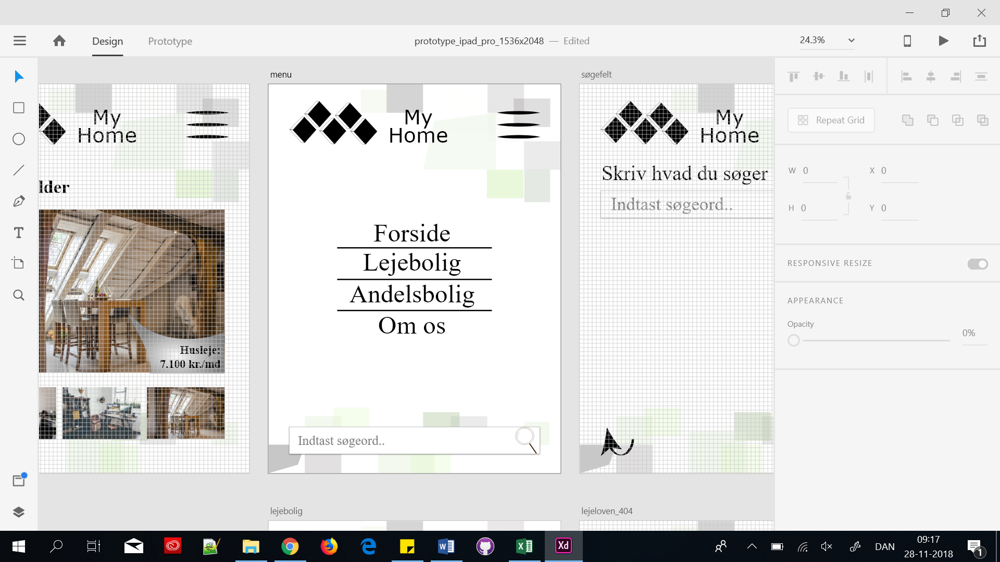 Design
Prototype
prototype_ipad_pro_1536x2048 — Edited
24.3%
menu
søgefelt
My
Home
lder
Husleje:
7.100 kr./md
My
Home
Forside
Lejebolig
Andelsbolig
Om os
Indtast søgeord..
My
Home
Skriv hvad du søger
Indtast søgeord..
lejebolig
lejeloven_404
Repeat Grid
W 0
X 0
H 0
Y 0
RESPONSIVE RESIZE
APPEARANCE
Opacity
0%
Xd
DAN
09:17
28-11-2018
1